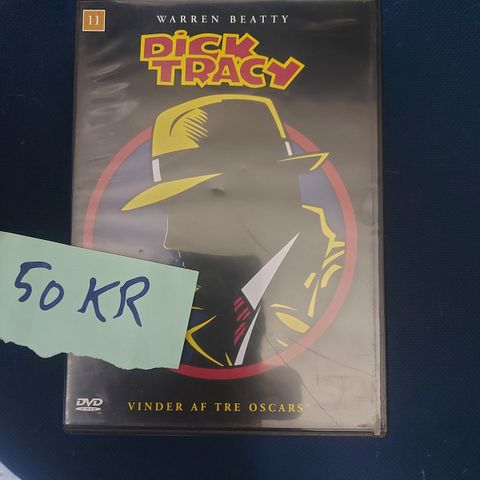 11
WARREN BEATTY
DICK
TRACY
50 KR
DVD
VIDEO
VINDER AF TRE OSCARS®